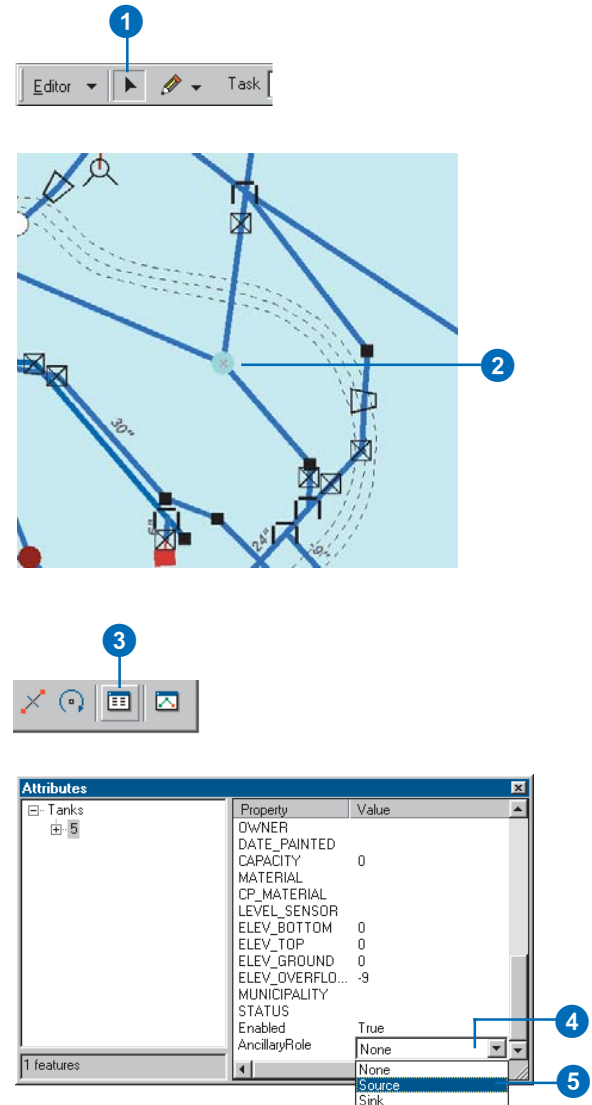 1
Editor Task
2
30"
6"
24"
9"
3
Attributes
Tanks
5
Property Value
OWNER
DATE_PAINTED
CAPACITY 0
MATERIAL
CP_MATERIAL
LEVEL_SENSOR
ELEV_BOTTOM 0
ELEV_TOP 0
ELEV_GROUND 0
ELEV_OVERFLO... -9
MUNICIPALITY
STATUS
Enabled True
AncillaryRole None
4
None
Source
5
Sink
1 features